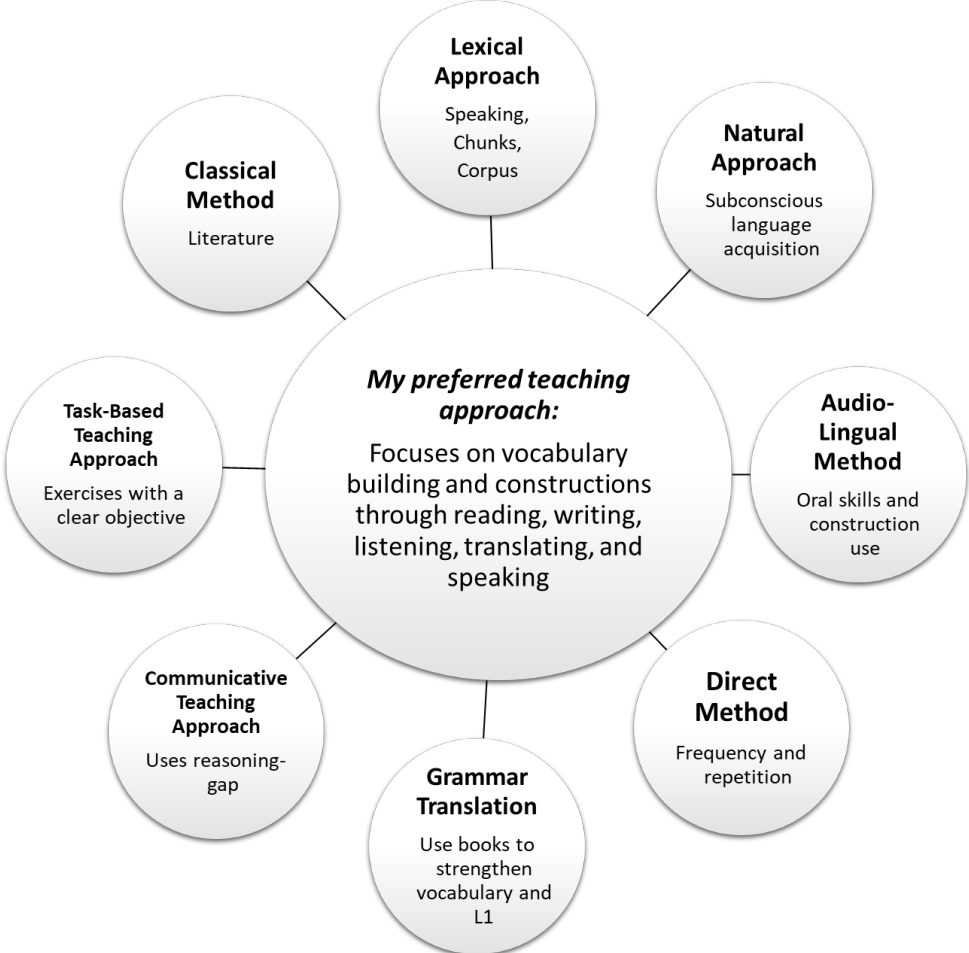 Lexical
Approach
Speaking,
Chunks,
Corpus
Natural
Approach
Subconscious
language
acquisition
Audio-
Lingual
Method
Oral skills and
construction
use
Direct
Method
Frequency and
repetition
Grammar
Translation
Use books to
strengthen
vocabulary and
L1
Communicative
Teaching
Approach
Uses reasoning-
gap
Task-Based
Teaching
Approach
Exercises with a
clear objective
Classical
Method
Literature
My preferred teaching
approach:
Focuses on vocabulary
building and constructions
through reading, writing,
listening, translating, and
speaking